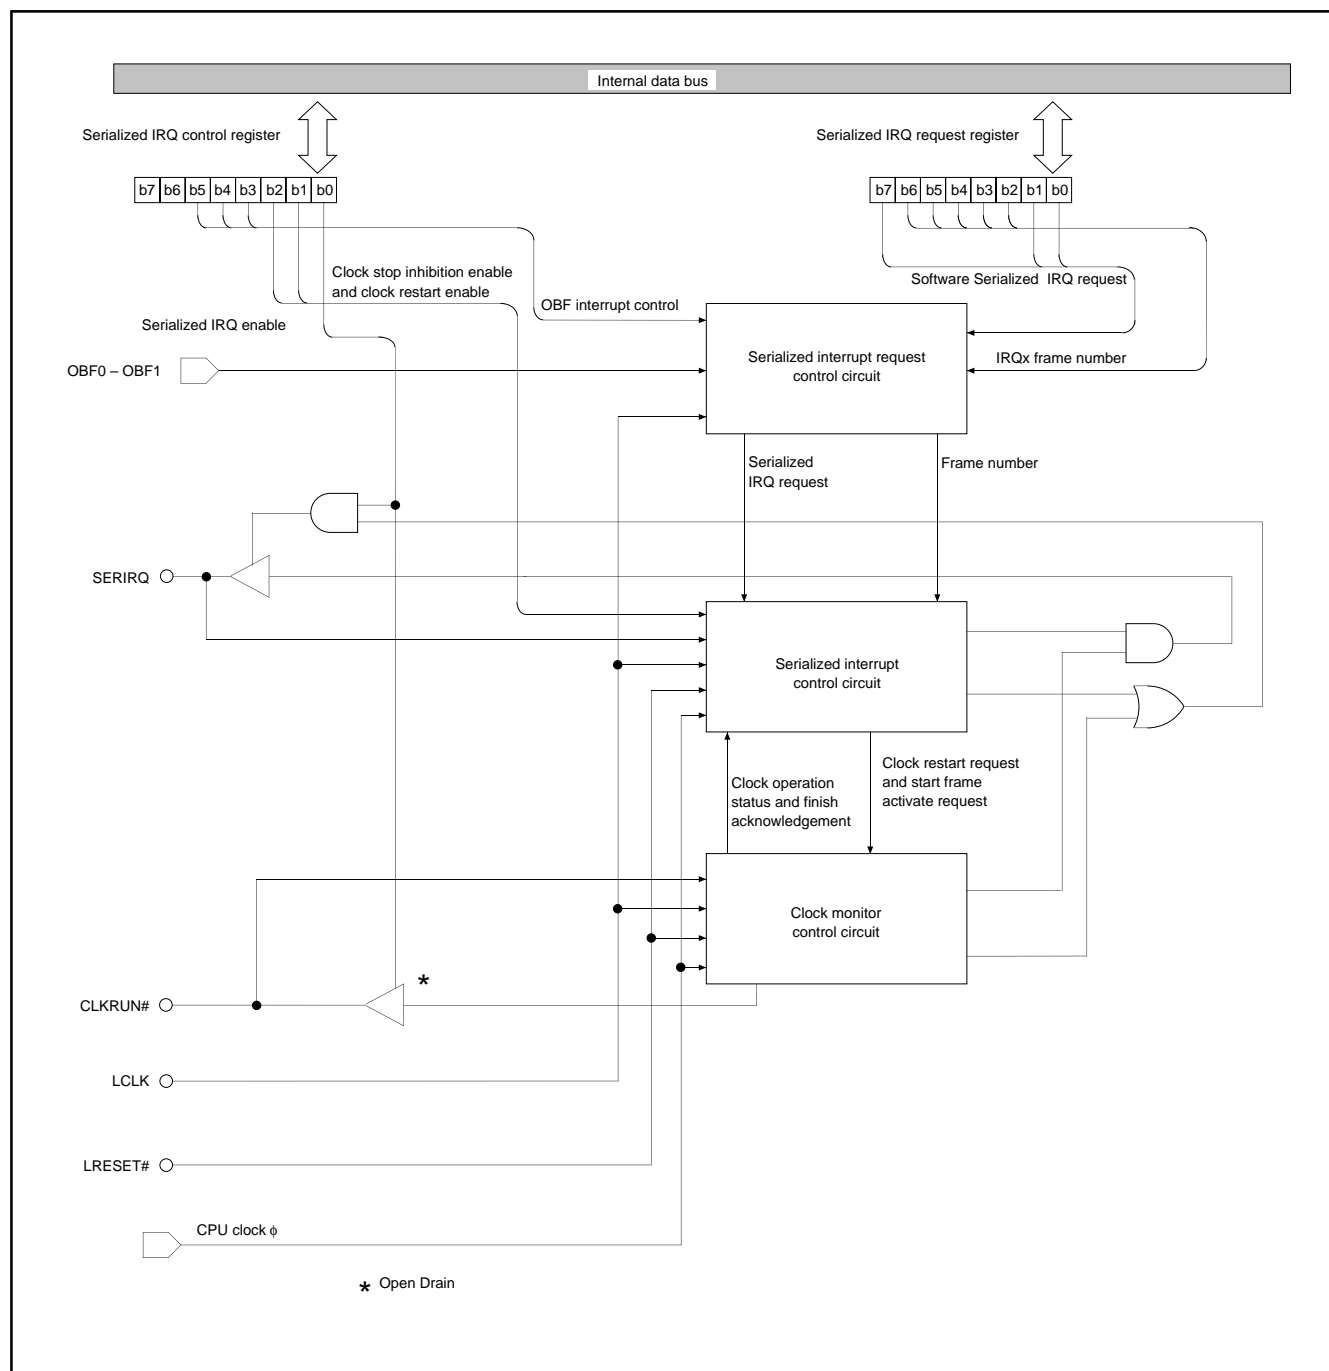 Internal data bus
Serialized IRQ control register
Serialized IRQ request register
b7 b6 b5 b4 b3 b2 b1 b0
b7 b6 b5 b4 b3 b2 b1 b0
Clock stop inhibition enable
and clock restart enable
Software Serialized IRQ request
OBF interrupt control
Serialized IRQ enable
Serialized interrupt request
control circuit
IRQx frame number
OBF0 – OBF1
Serialized
IRQ request
Frame number
SERIRQ
Serialized interrupt
control circuit
Clock operation
status and finish
acknowledgement
Clock restart request
and start frame
activate request
Clock monitor
control circuit
*
CLKRUN#
LCLK
LRESET#
CPU clock ϕ
* Open Drain